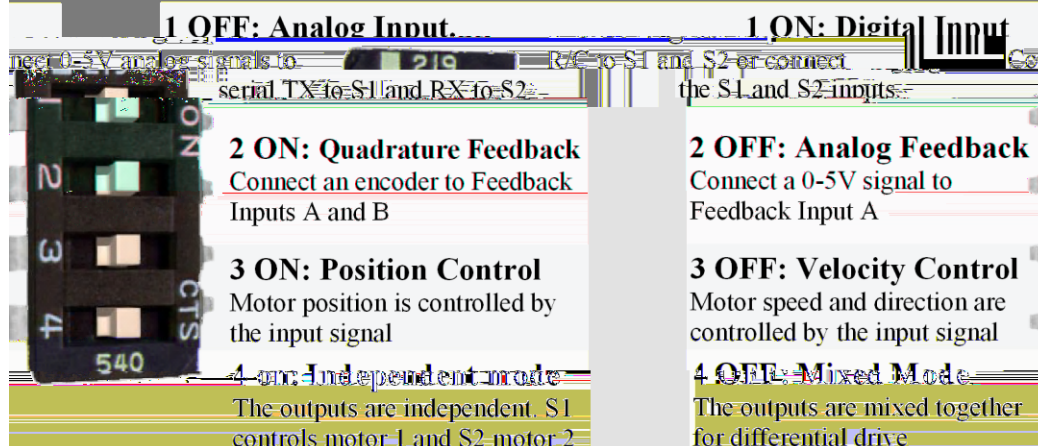 1 OFF: Analog Input
1 ON: Digital Input
0-5V analog signals to
219
R/C to S1 and S2 or connect
serial TX to S1 and RX to S2
the S1 and S2 inputs.
1
ON
2
2 ON: Quadrature Feedback
Connect an encoder to Feedback
Inputs A and B
2 OFF: Analog Feedback
Connect a 0-5V signal to
Feedback Input A
3
3 ON: Position Control
Motor position is controlled by
the input signal
3 OFF: Velocity Control
Motor speed and direction are
controlled by the input signal
CTS
4
540
4 on: Independent mode
The outputs are independent. S1
controls motor 1 and S2 motor 2
4 OFF: Mixed Mode
The outputs are mixed together
for differential drive